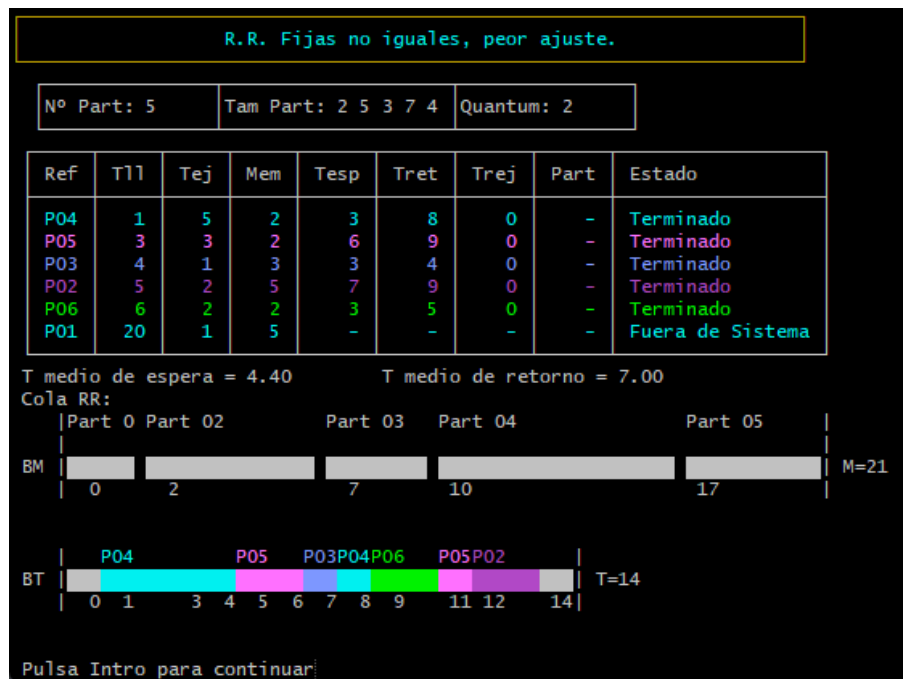 R.R. Fijas no iguales, peor ajuste.
Nº Part: 5 Tam Part: 2 5 3 7 4 Quantum: 2
Ref Tll Tej Mem Tesp Tret Trej Part Estado
P04 1 5 2 3 8 0 - Terminado
P05 3 3 2 6 9 0 - Terminado
P03 4 1 3 3 4 0 - Terminado
P02 5 2 5 7 9 0 - Terminado
P06 6 2 2 3 5 0 - Terminado
P01 20 1 5 - - - - Fuera de Sistema
T medio de espera = 4.40 T medio de retorno = 7.00
Cola RR:
|Part 0 Part 02 Part 03 Part 04 Part 05 |
| |
BM | | M=21
| 0 2 7 10 17 |
| P04 P05 P03P04P06 P05P02 |
BT | | T=14
| 0 1 3 4 5 6 7 8 9 11 12 14|
Pulsa Intro para continuar